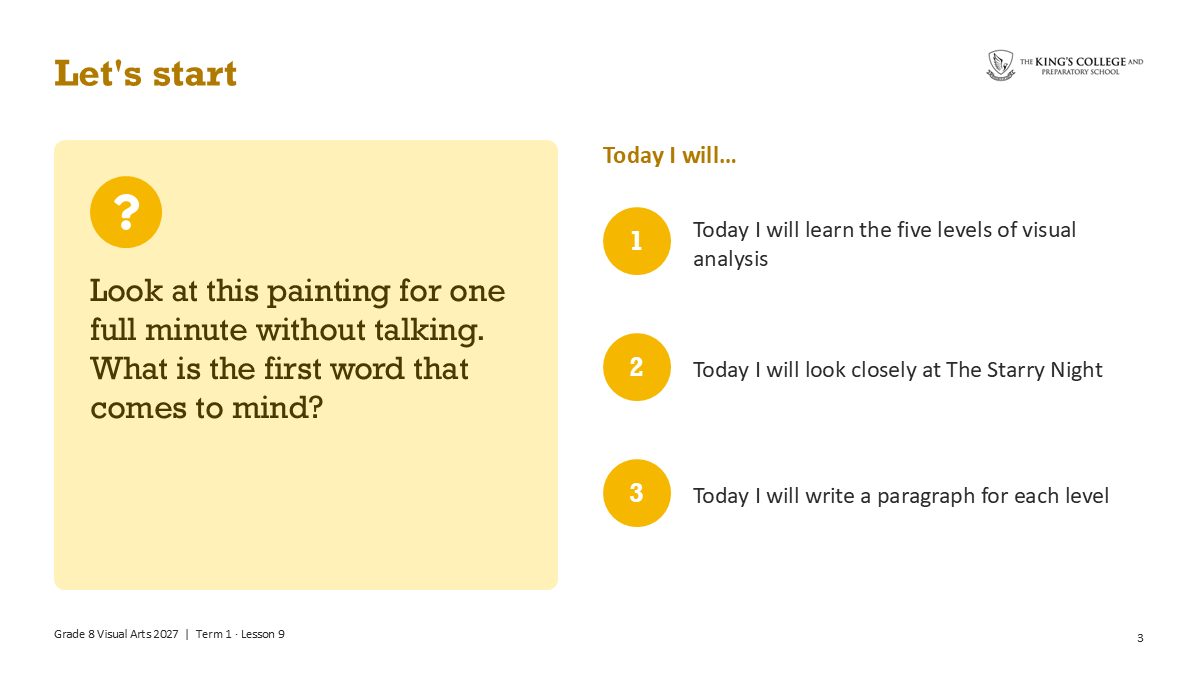 Let's start
THE KING'S COLLEGE AND
PREPARATORY SCHOOL
?
Look at this painting for one
full minute without talking.
What is the first word that
comes to mind?
Today I will...
1
Today I will learn the five levels of visual
analysis
2
Today I will look closely at The Starry Night
3
Today I will write a paragraph for each level
Grade 8 Visual Arts 2027 | Term 1 · Lesson 9
3